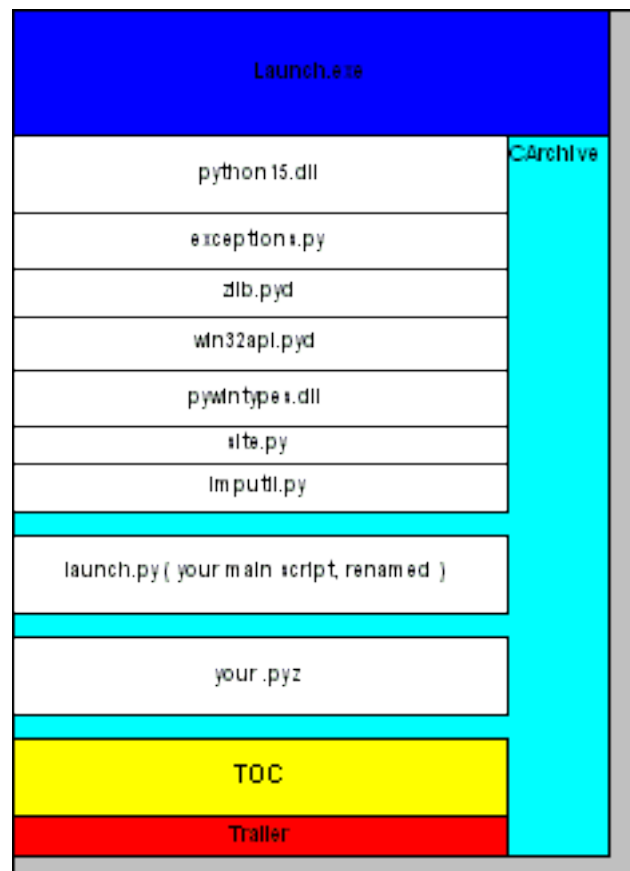 Launch.exe
CArchive
python15.dll
exceptions.py
zlib.pyd
win32api.pyd
pywintypes.dll
site.py
imputil.py
launch.py ( your main script, renamed )
your .pyz
TOC
Trailer